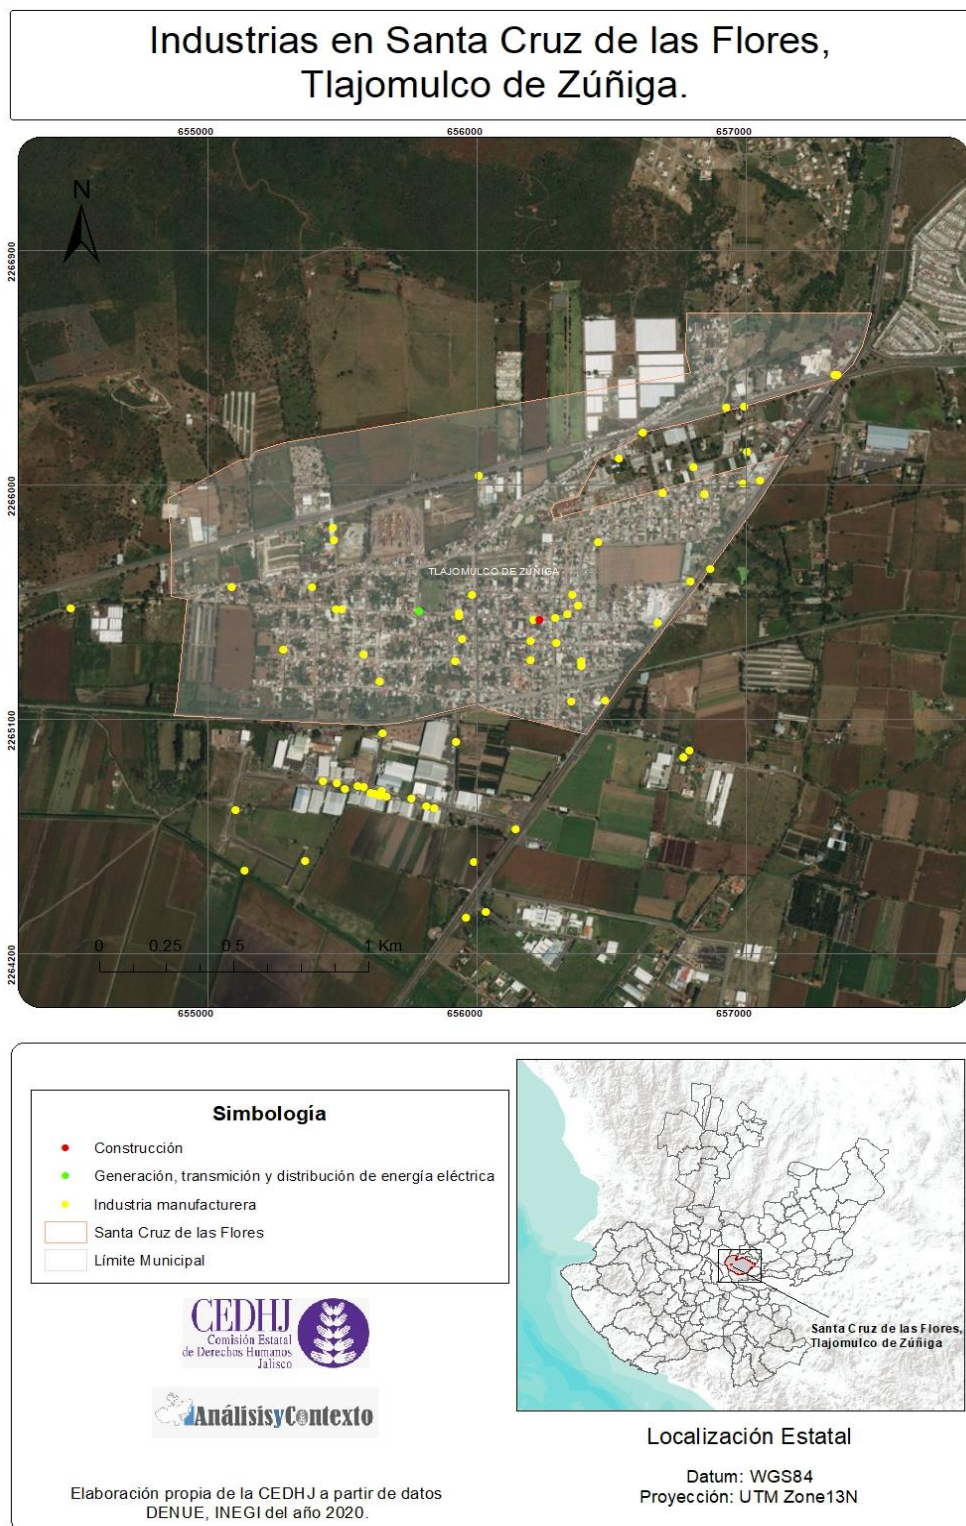 Industrias en Santa Cruz de las Flores,
Tlajomulco de Zúñiga.
655000 656000 657000
N
2266900
2266000
TLAJOMULCO DE ZÚÑIGA
2265100
2264200
0 0.25 0.5 1 Km
655000 656000 657000
Simbología
Construcción
Generación, transmición y distribución de energía eléctrica
Industria manufacturera
Santa Cruz de las Flores
Límite Municipal
CEDHJ
Comisión Estatal
de Derechos Humanos
Jalisco
AnálisisyContexto
Elaboración propia de la CEDHJ a partir de datos
DENUE, INEGI del año 2020.
Santa Cruz de las Flores,
Tlajomulco de Zúñiga
Localización Estatal
Datum: WGS84
Proyección: UTM Zone13N